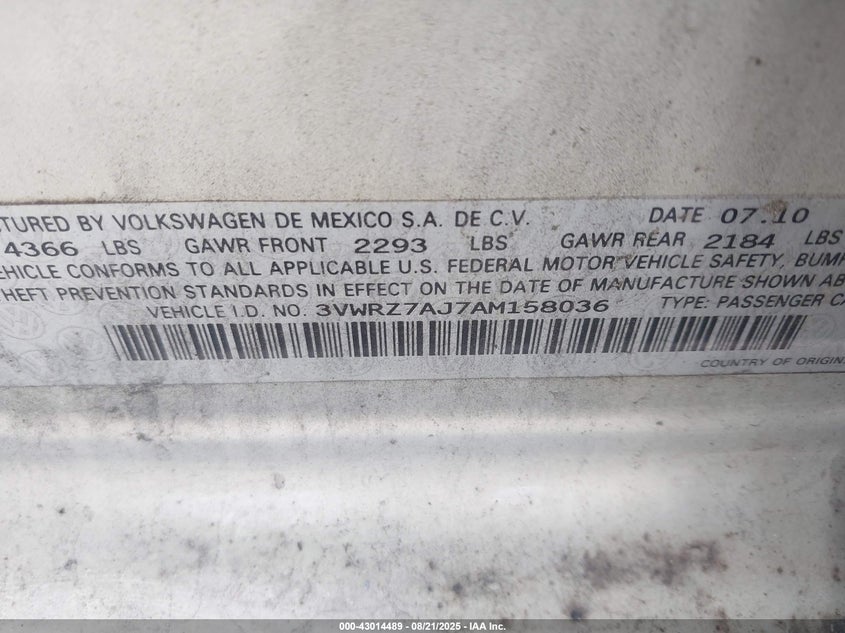 TURED BY VOLKSWAGEN DE MEXICO S.A. DE C.V. DATE 07.10
4366 LBS GAWR FRONT 2293 LBS GAWR REAR 2184 LBS
EHICLE CONFORMS TO ALL APPLICABLE U.S. FEDERAL MOTOR VEHICLE SAFETY, BUMP
HEFT PREVENTION STANDARDS IN EFFECT ON THE DATE OF MANUFACTURE SHOWN AB
VEHICLE I.D. NO. 3VWRZ7AJ7AM158036 TYPE: PASSENGER CA
COUNTRY OF ORIGIN:
000-43014489 - 08/21/2025 - IAA Inc.